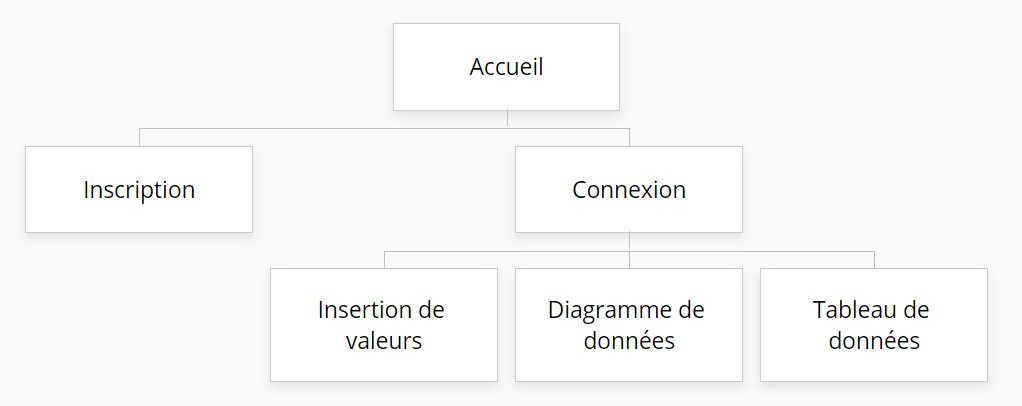 Accueil
Inscription
Connexion
Insertion de
valeurs
Diagramme de
données
Tableau de
données